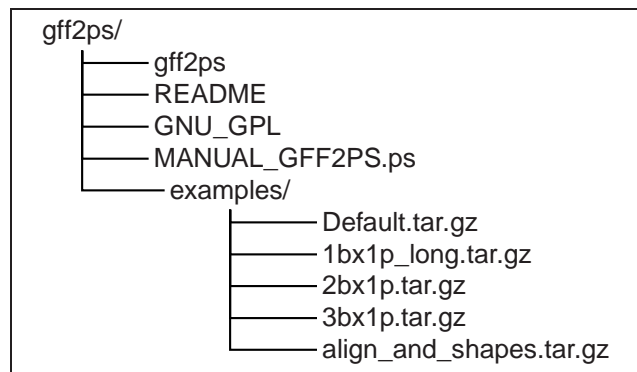 gff2ps/
gff2ps
README
GNU_GPL
MANUAL_GFF2PS.ps
examples/
Default.tar.gz
1bx1p_long.tar.gz
2bx1p.tar.gz
3bx1p.tar.gz
align_and_shapes.tar.gz